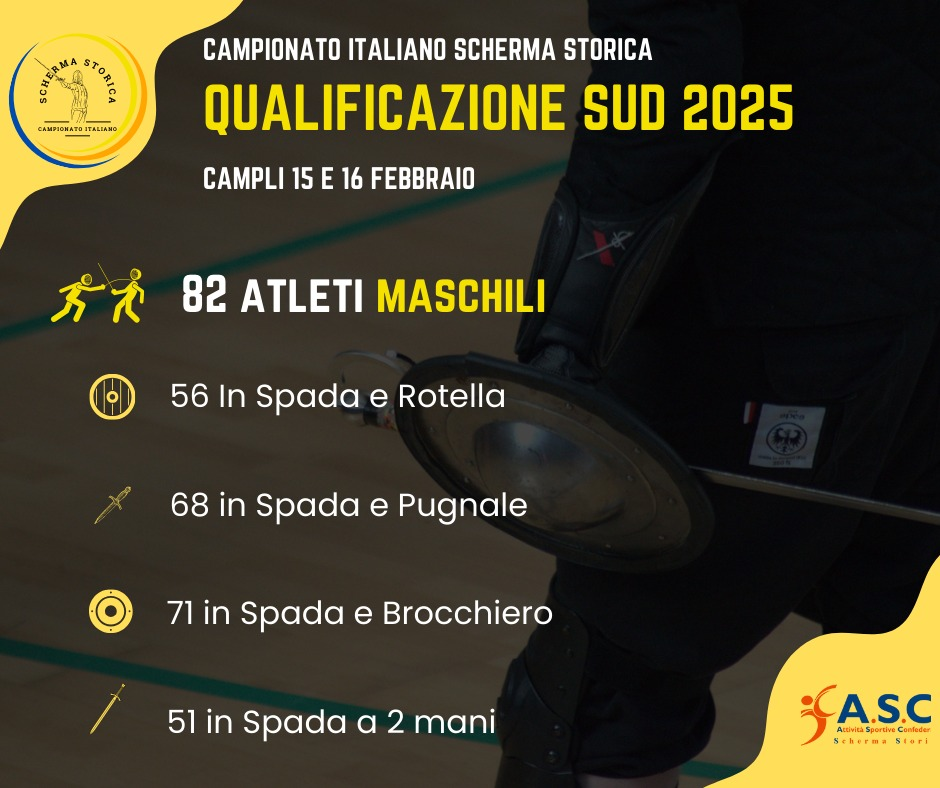 SCHERMA STORICA
CAMPIONATO ITALIANO
CAMPIONATO ITALIANO SCHERMA STORICA
QUALIFICAZIONE SUD 2025
CAMPLI 15 E 16 FEBBRAIO
82 ATLETI MASCHILI
56 In Spada e Rotella
68 in Spada e Pugnale
71 in Spada e Brocchiero
51 in Spada a 2 mani
A.S.C
Attività Sportive Confeder
Scherma Stori